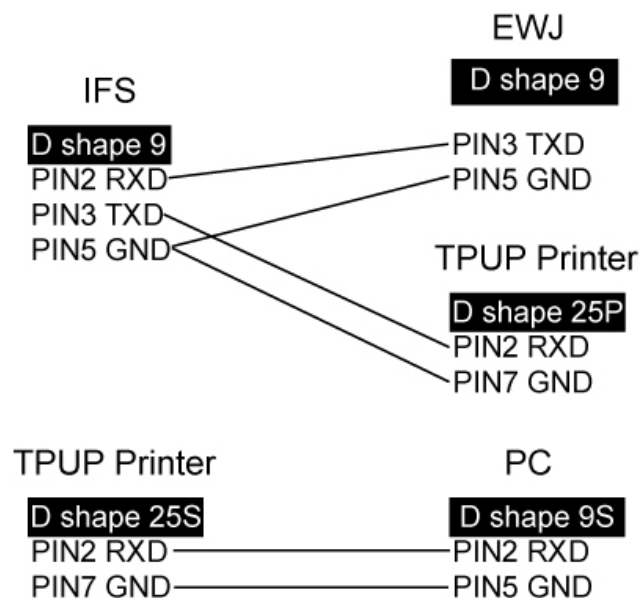 IFS
D shape 9
PIN2 RXD
PIN3 TXD
PIN5 GND
EWJ
D shape 9
PIN3 TXD
PIN5 GND
TPUP Printer
D shape 25P
PIN2 RXD
PIN7 GND
TPUP Printer
D shape 25S
PIN2 RXD
PIN7 GND
PC
D shape 9S
PIN2 RXD
PIN5 GND